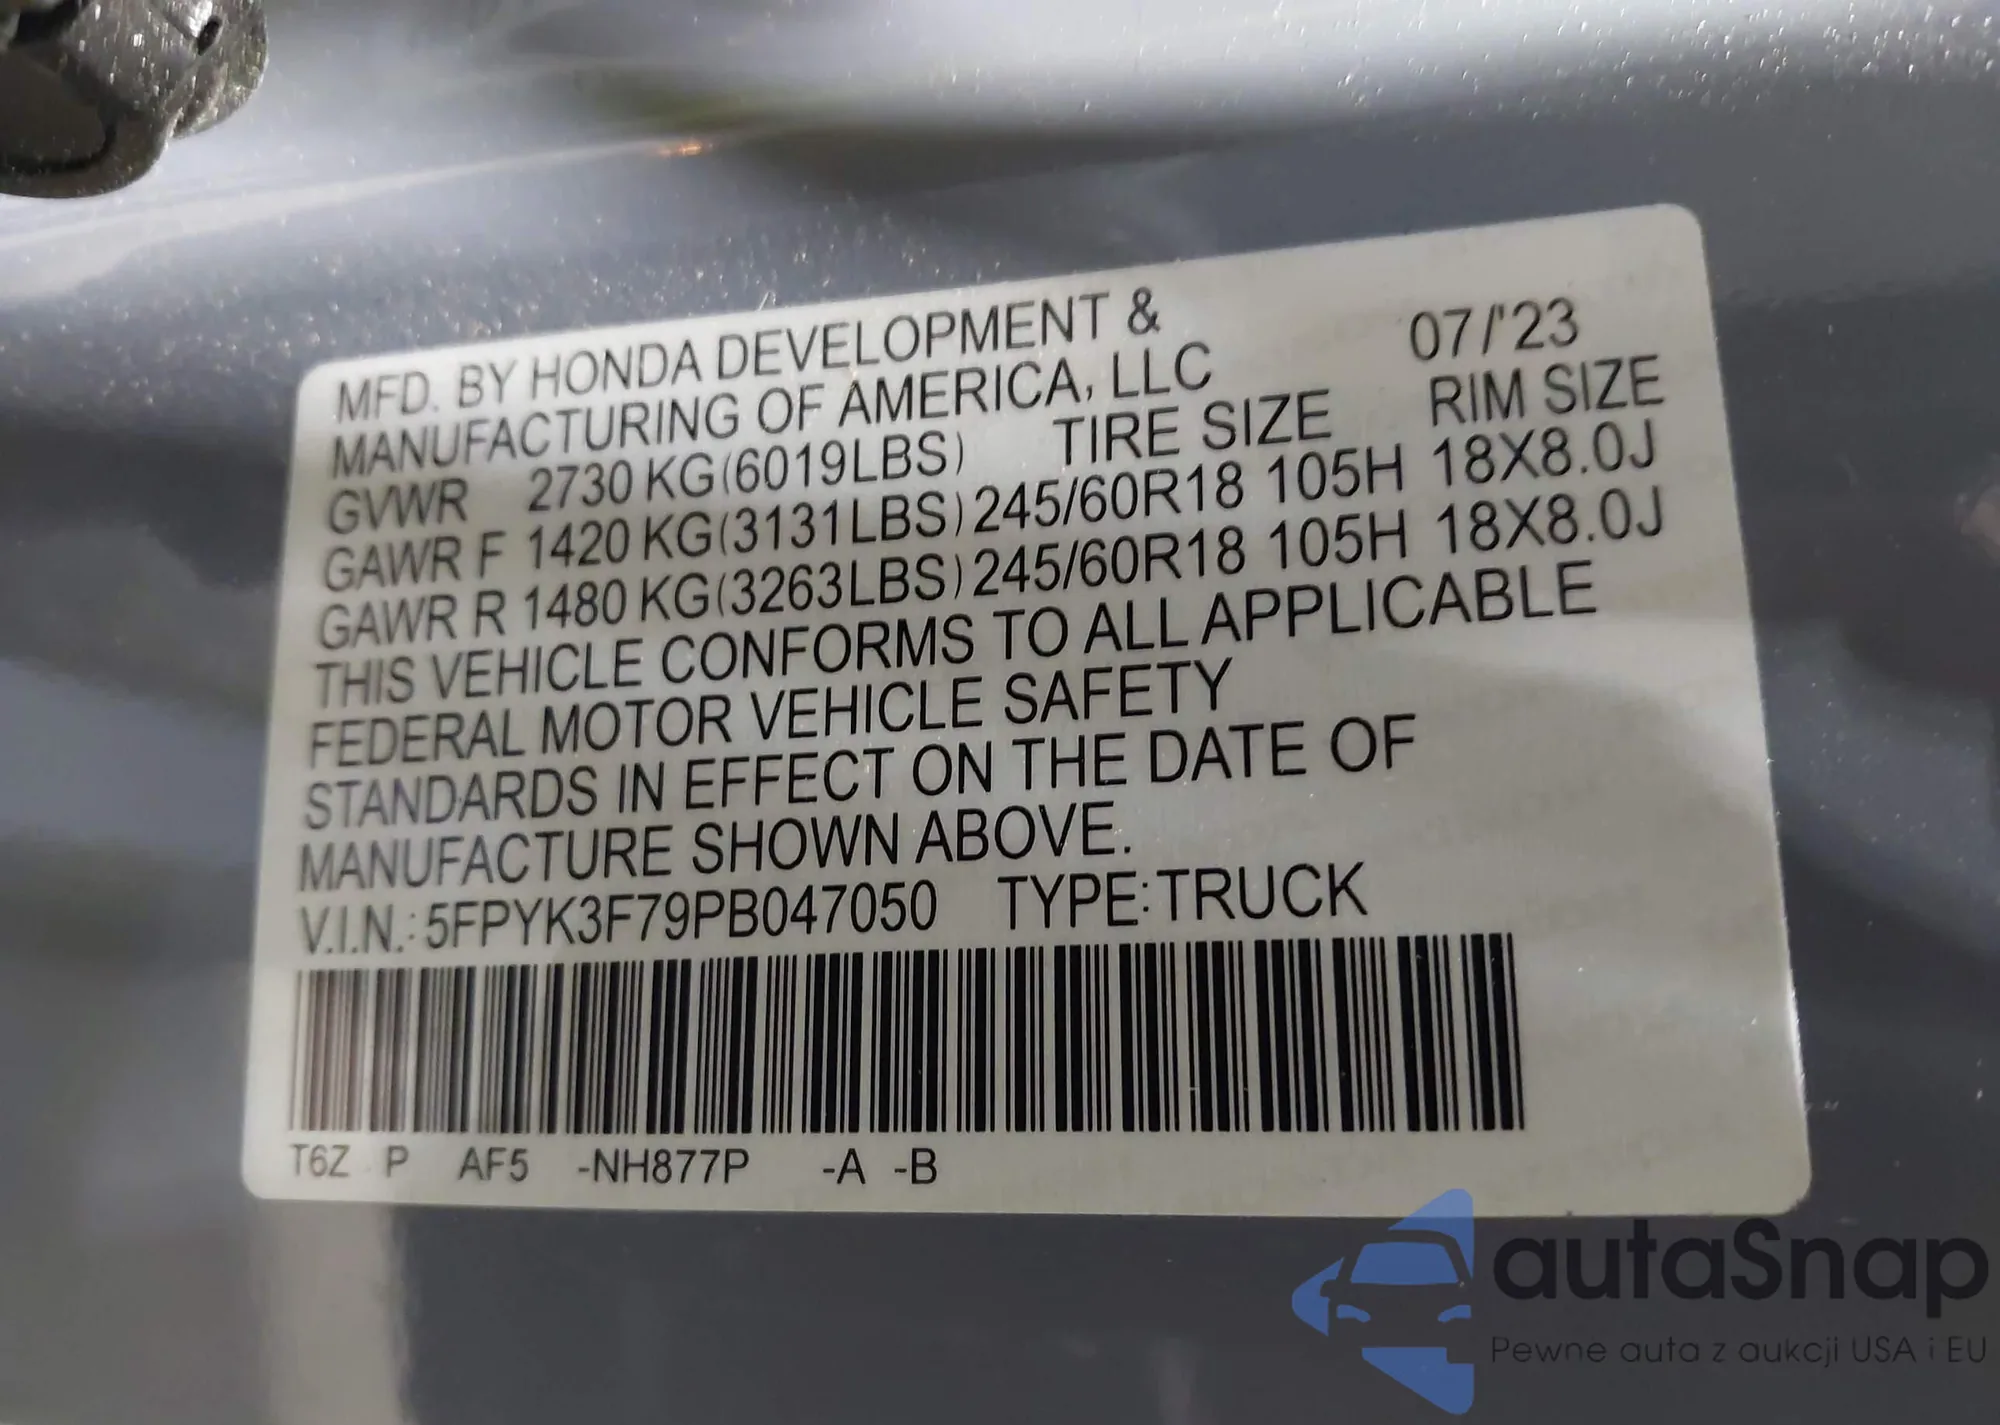 MFD. BY HONDA DEVELOPMENT &
MANUFACTURING OF AMERICA, LLC 07/'23
GVWR 2730 KG(6019LBS) TIRE SIZE RIM SIZE
GAWR F 1420 KG(3131LBS) 245/60R18 105H 18X8.0J
GAWR R 1480 KG(3263LBS) 245/60R18 105H 18X8.0J
THIS VEHICLE CONFORMS TO ALL APPLICABLE
FEDERAL MOTOR VEHICLE SAFETY
STANDARDS IN EFFECT ON THE DATE OF
MANUFACTURE SHOWN ABOVE.
V.I.N.: 5FPYK3F79PB047050 TYPE:TRUCK
T6Z P AF5 -NH877P -A -B
autaSnap
Pewne auta z aukcji USA i EU